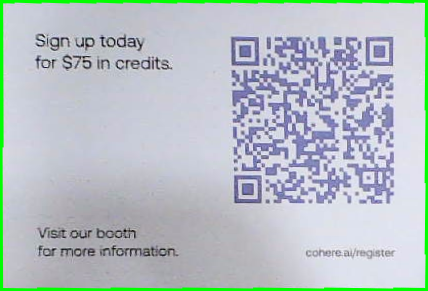 Sign up today
for $75 in credits.
Visit our booth
for more information.
cohere.ai/register